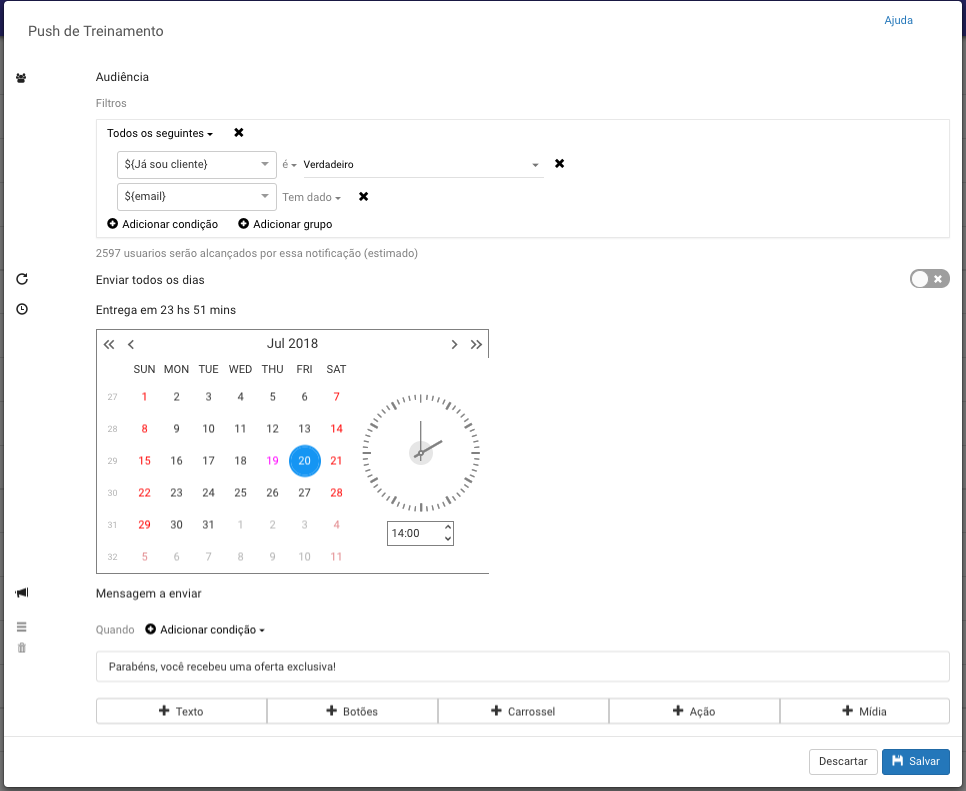 Ajuda
Push de Treinamento
Audiência
Filtros
Todos os seguintes
${Já sou cliente} é Verdadeiro
${email} Tem dado
Adicionar condição Adicionar grupo
2597 usuarios serão alcançados por essa notificação (estimado)
Enviar todos os dias
Entrega em 23 hs 51 mins
Jul 2018
SUN MON TUE WED THU FRI SAT
27 1 2 3 4 5 6 7
28 8 9 10 11 12 13 14
29 15 16 17 18 19 20 21
30 22 23 24 25 26 27 28
31 29 30 31 1 2 3 4
32 5 6 7 8 9 10 11
14:00
Mensagem a enviar
Quando Adicionar condição
Parabéns, você recebeu uma oferta exclusiva!
Texto Botões Carrossel Ação Mídia
Descartar Salvar